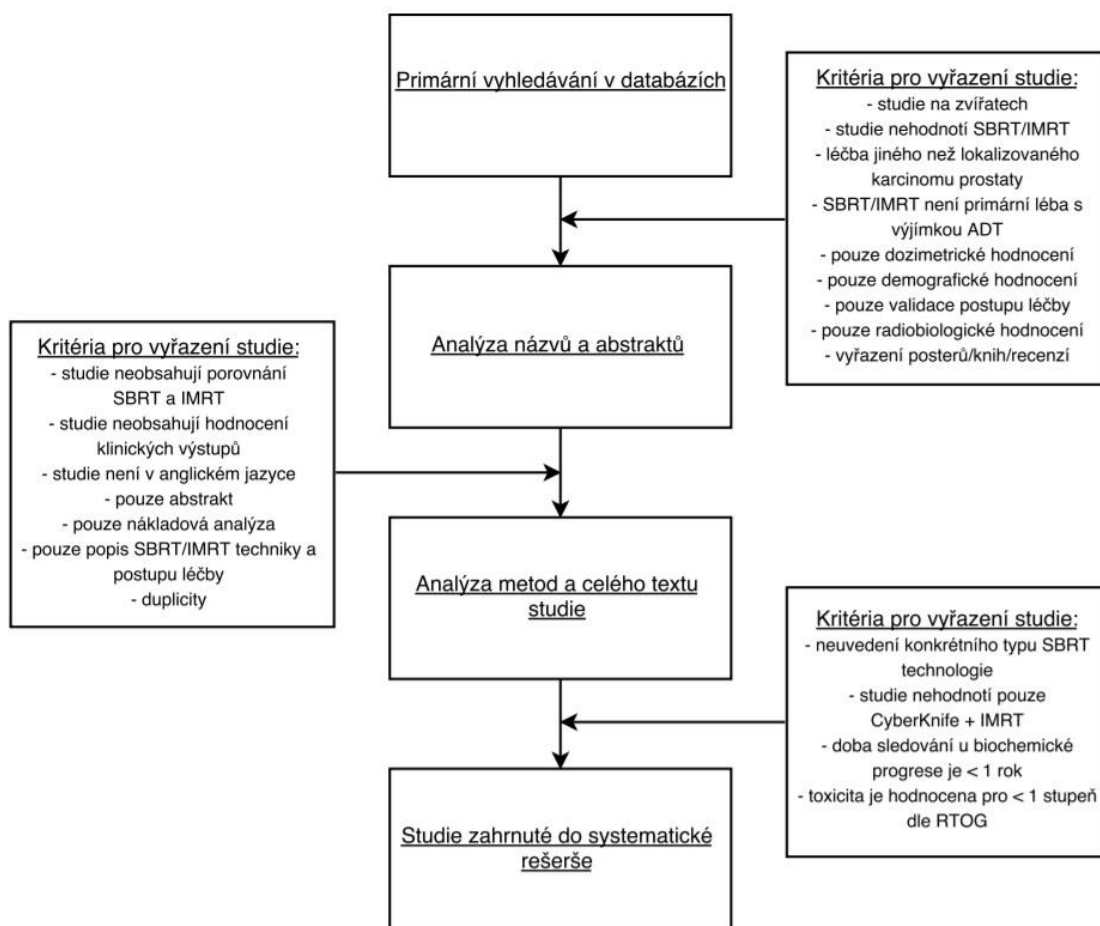 Primární vyhledávání v databázích
Kritéria pro vyřazení studie:
- studie na zvířatech
- studie nehodnotí SBRT/IMRT
- léčba jiného než lokalizovaného
karcinomu prostaty
- SBRT/IMRT není primární léba s
výjímkou ADT
- pouze dozimetrické hodnocení
- pouze demografické hodnocení
- pouze validace postupu léčby
- pouze radiobiologické hodnocení
- vyřazení posterů/knih/recenzí
Analýza názvů a abstraktů
Kritéria pro vyřazení studie:
- studie neobsahují porovnání
SBRT a IMRT
- studie neobsahují hodnocení
klinických výstupů
- studie není v anglickém jazyce
- pouze abstrakt
- pouze nákladová analýza
- pouze popis SBRT/IMRT techniky a
postupu léčby
- duplicity
Analýza metod a celého textu
studie
Kritéria pro vyřazení studie:
- neuvedení konkrétního typu SBRT
technologie
- studie nehodnotí pouze
CyberKnife + IMRT
- doba sledování u biochemické
progrese je < 1 rok
- toxicita je hodnocena pro < 1 stupeň
dle RTOG
Studie zahrnuté do systematické
rešerše